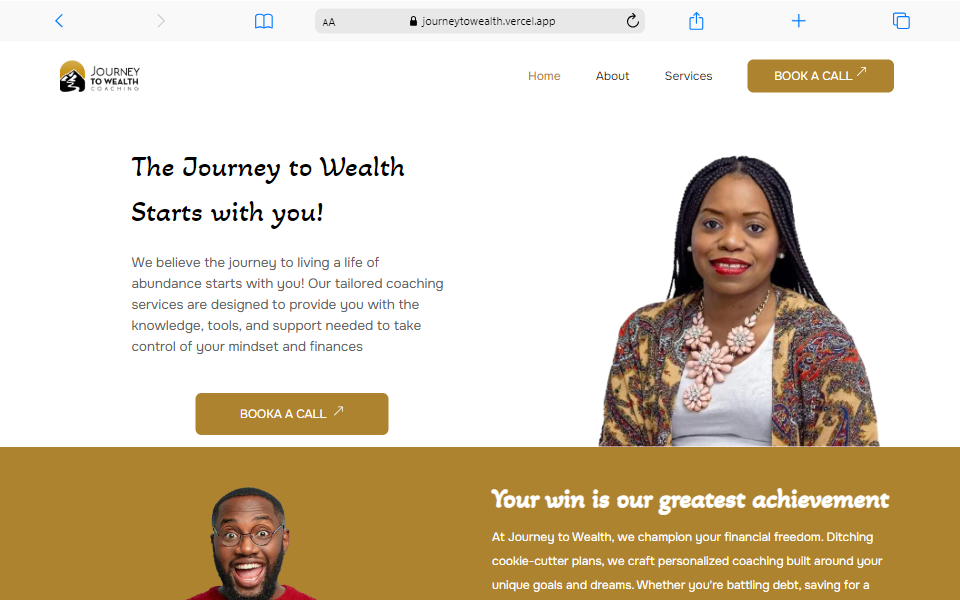 AA
journeytowealth.vercel.app
JOURNEY
TO WEALTH
COACHING
Home
About
Services
BOOK A CALL
The Journey to Wealth
Starts with you!
We believe the journey to living a life of
abundance starts with you! Our tailored coaching
services are designed to provide you with the
knowledge, tools, and support needed to take
control of your mindset and finances
BOOKA A CALL
Your win is our greatest achievement
At Journey to Wealth, we champion your financial freedom. Ditching
cookie-cutter plans, we craft personalized coaching built around your
unique goals and dreams. Whether you're battling debt, saving for a